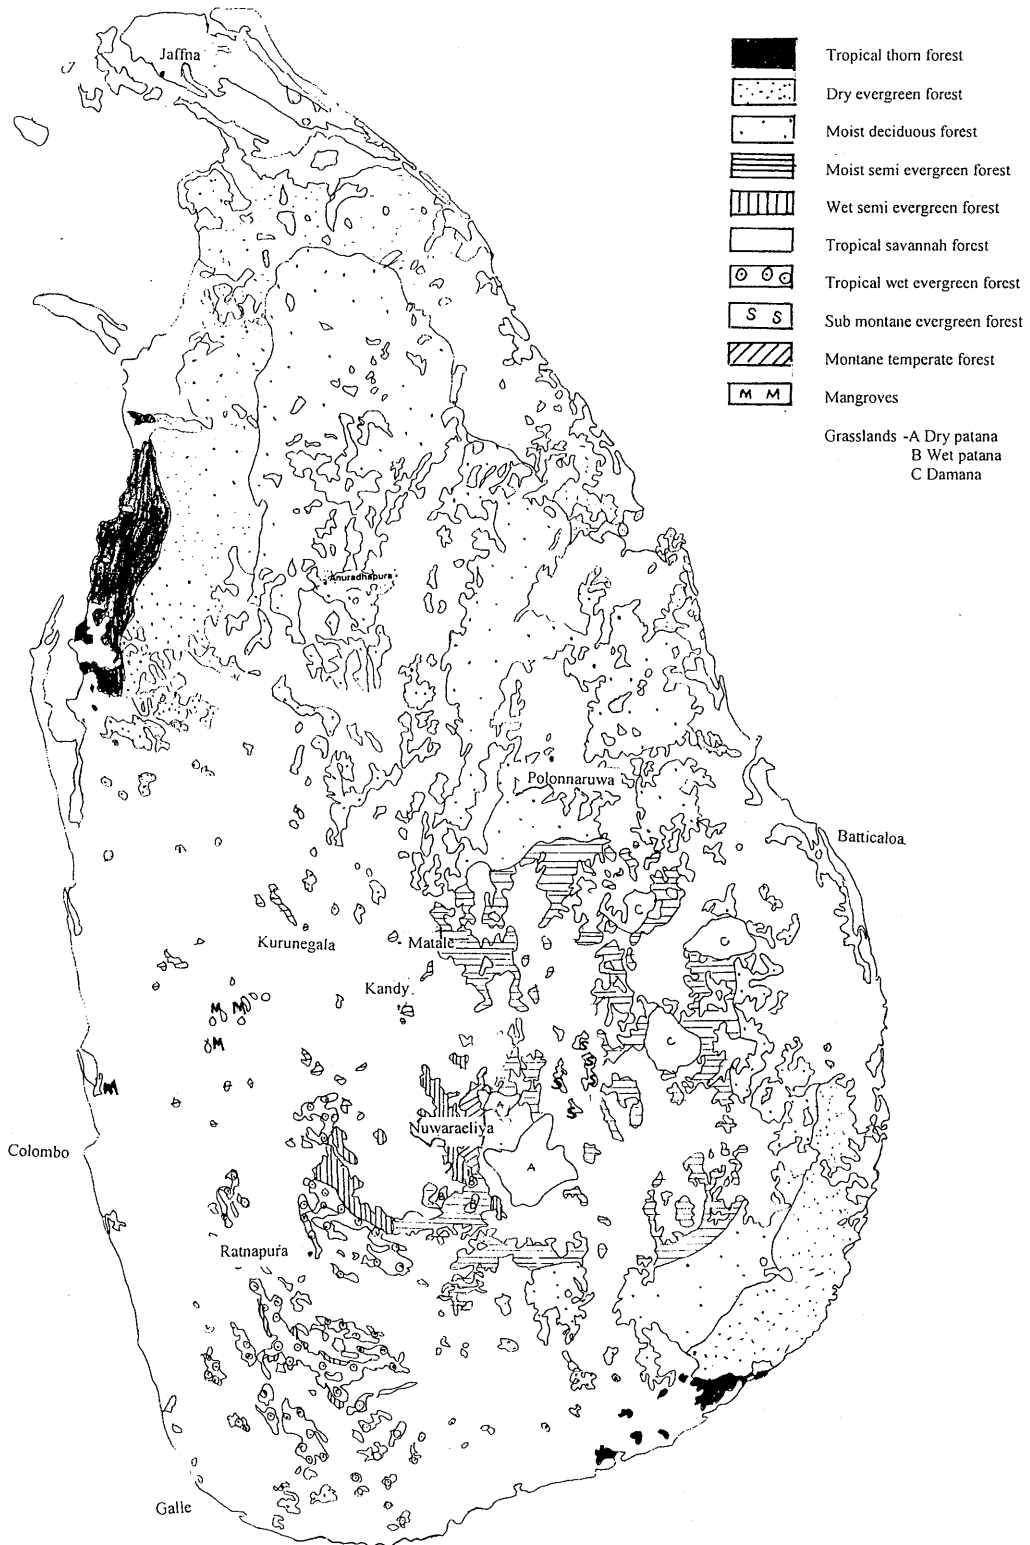 Jaffna
Tropical thorn forest
Dry evergreen forest
Moist deciduous forest
Moist semi evergreen forest
Wet semi evergreen forest
Tropical savannah forest
Tropical wet evergreen forest
S S
Sub montane evergreen forest
Montane temperate forest
M M
Mangroves
Grasslands -A Dry patana
B Wet patana
C Damana
Anuradhapura
Polonnaruwa
Batticaloa
C
C
Kurunegala
Matale
Kandy
M M
M
C
S
S
S
S
M
A
Nuwaraeliya
Colombo
A
Ratnapura
Galle